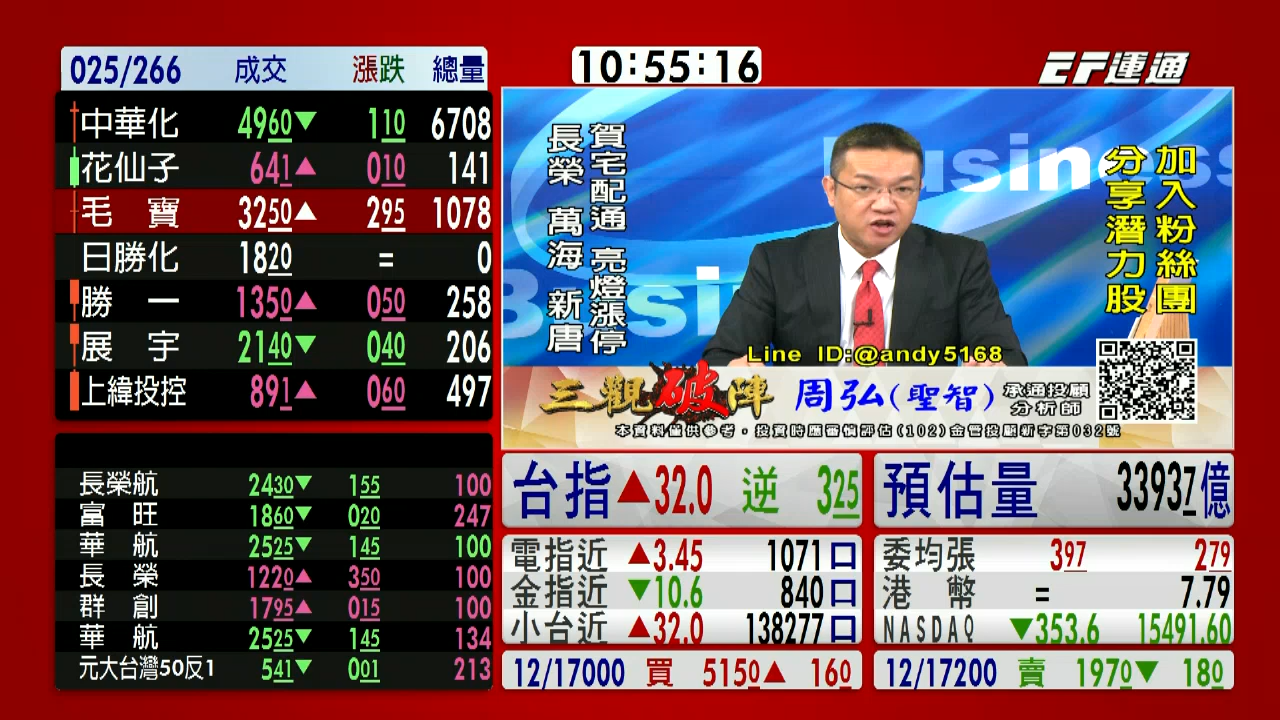 025/266 成交 漲跌 總量
中華化 4960▼ 110 6708
花仙子 641▲ 010 141
毛寶 3250▲ 295 1078
日勝化 1820 = 0
勝一 1350▲ 050 258
展宇 2140▼ 040 206
上緯投控 891▲ 060 497
長榮航 2430▼ 155 100
富旺 1860▼ 020 247
華航 2525▼ 145 100
長榮 1220▲ 350 100
群創 1795▲ 015 100
華航 2525▼ 145 134
元大台灣50反1 541▼ 001 213
10:55:16
EF運通
Business
Business
賀宅配通 亮燈漲停
長榮 萬海 新唐
加入粉絲團
分享潛力股
Line ID:@andy5168
三觀破陣 周弘(聖智) 承通投顧
分析師
本資料僅供參考,投資時應審慎評估(102)金管投顧新字第032號
台指▲32.0 逆 325
預估量 33937億
電指近 ▲3.45 1071口
金指近 ▼10.6 840口
小台近 ▲32.0 138277口
委均張 397 279
港幣 = 7.79
NASDAQ ▼353.6 15491.60
12/17000 買 5150▲ 160
12/17200 賣 1970▼ 180